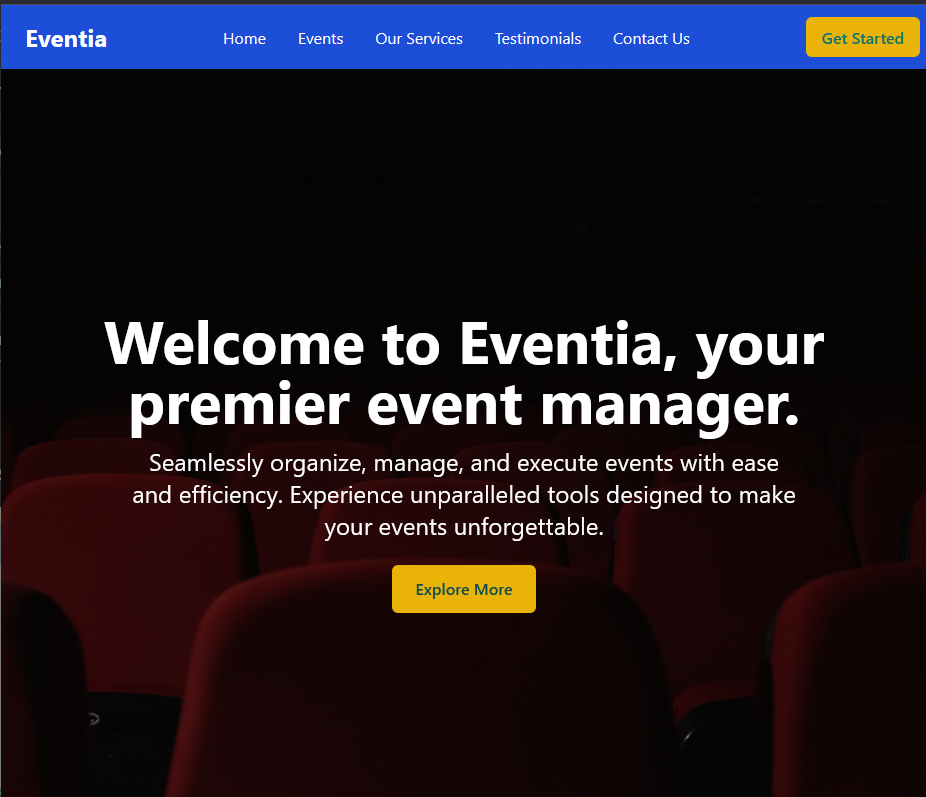 Eventia
Home Events Our Services Testimonials Contact Us
Get Started
Welcome to Eventia, your
premier event manager.
Seamlessly organize, manage, and execute events with ease
and efficiency. Experience unparalleled tools designed to make
your events unforgettable.
Explore More